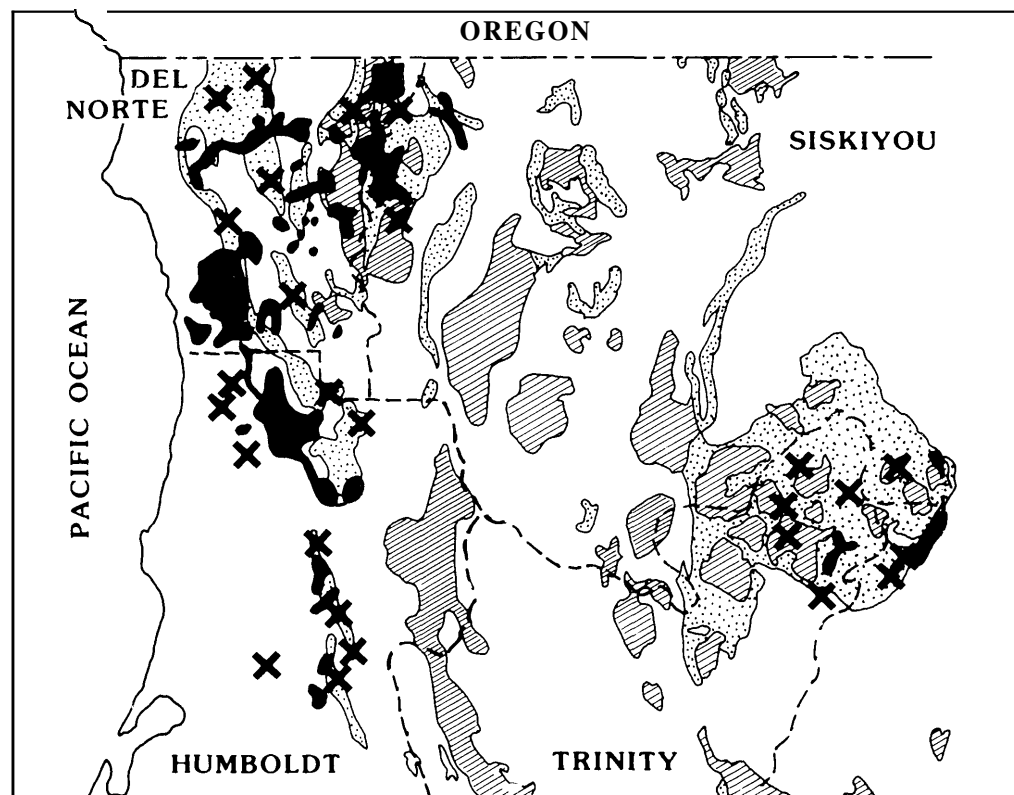 OREGON
DEL
NORTE
SISKIYOU
PACIFIC OCEAN
HUMBOLDT
TRINITY